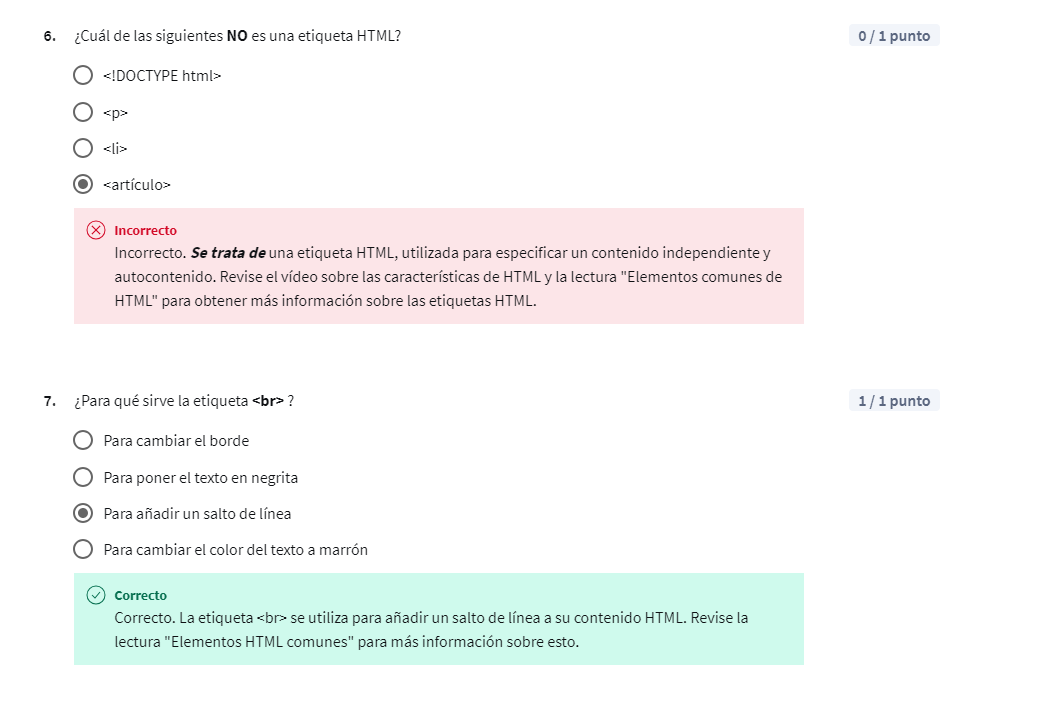 6. ¿Cuál de las siguientes NO es una etiqueta HTML?
0 / 1 punto
<!DOCTYPE html>
<p>
<li>
<artículo>
Incorrecto
Incorrecto. Se trata de una etiqueta HTML, utilizada para especificar un contenido independiente y
autocontenido. Revise el vídeo sobre las características de HTML y la lectura "Elementos comunes de
HTML" para obtener más información sobre las etiquetas HTML.
7. ¿Para qué sirve la etiqueta <br> ?
1 / 1 punto
Para cambiar el borde
Para poner el texto en negrita
Para añadir un salto de línea
Para cambiar el color del texto a marrón
Correcto
Correcto. La etiqueta <br> se utiliza para añadir un salto de línea a su contenido HTML. Revise la
lectura "Elementos HTML comunes" para más información sobre esto.